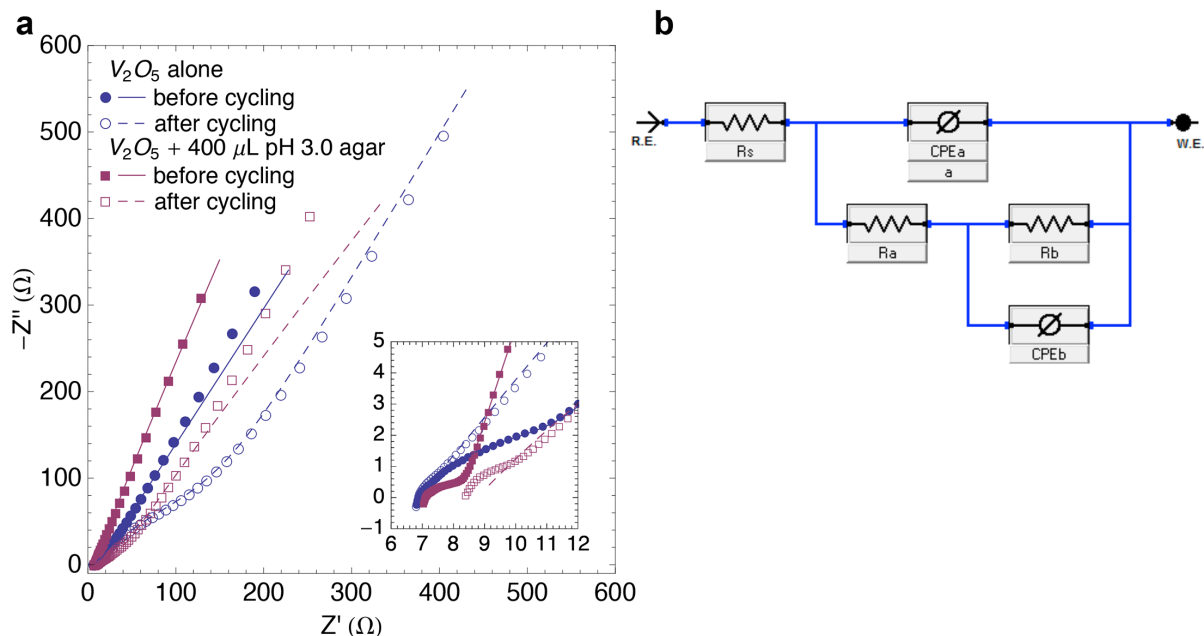 a
b
600
500
400
300
200
100
0
−Z″ (Ω)
0
100
200
300
400
500
600
Z′ (Ω)
V₂O₅ alone
before cycling
after cycling
V₂O₅ + 400 μL pH 3.0 agar
before cycling
after cycling
5
4
3
2
1
0
−1
6
7
8
9
10
11
12
R.E.
Rs
CPEa
a
W.E.
Ra
Rb
CPEb